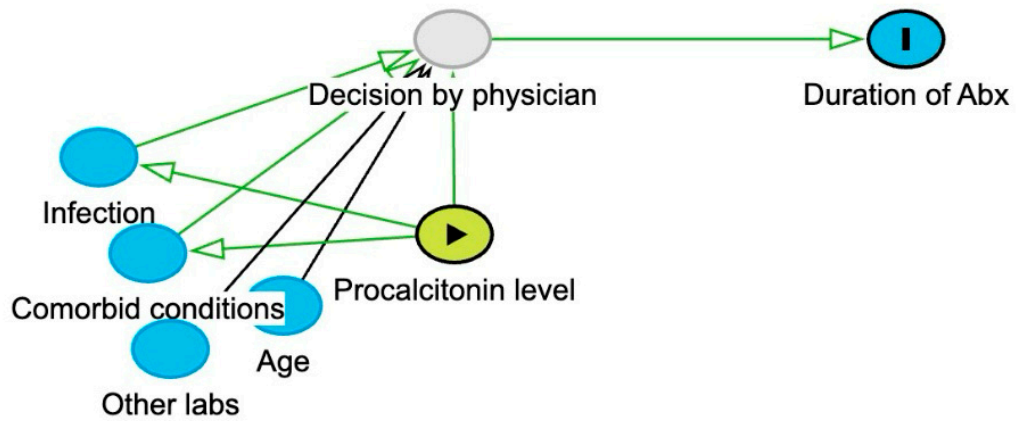 Decision by physician
Duration of Abx
Infection
Procalcitonin level
Comorbid conditions
Age
Other labs